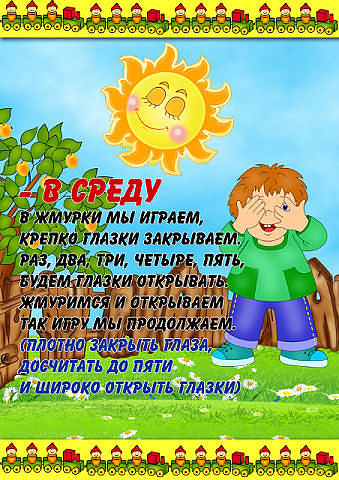 – В СРЕДУ
В ЖМУРКИ МЫ ИГРАЕМ,
КРЕПКО ГЛАЗКИ ЗАКРЫВАЕМ.
РАЗ, ДВА, ТРИ, ЧЕТЫРЕ, ПЯТЬ,
БУДЕМ ГЛАЗКИ ОТКРЫВАТЬ.
ЖМУРИМСЯ И ОТКРЫВАЕМ
ТАК ИГРУ МЫ ПРОДОЛЖАЕМ.
(ПЛОТНО ЗАКРЫТЬ ГЛАЗА,
ДОСЧИТАТЬ ДО ПЯТИ
И ШИРОКО ОТКРЫТЬ ГЛАЗКИ)